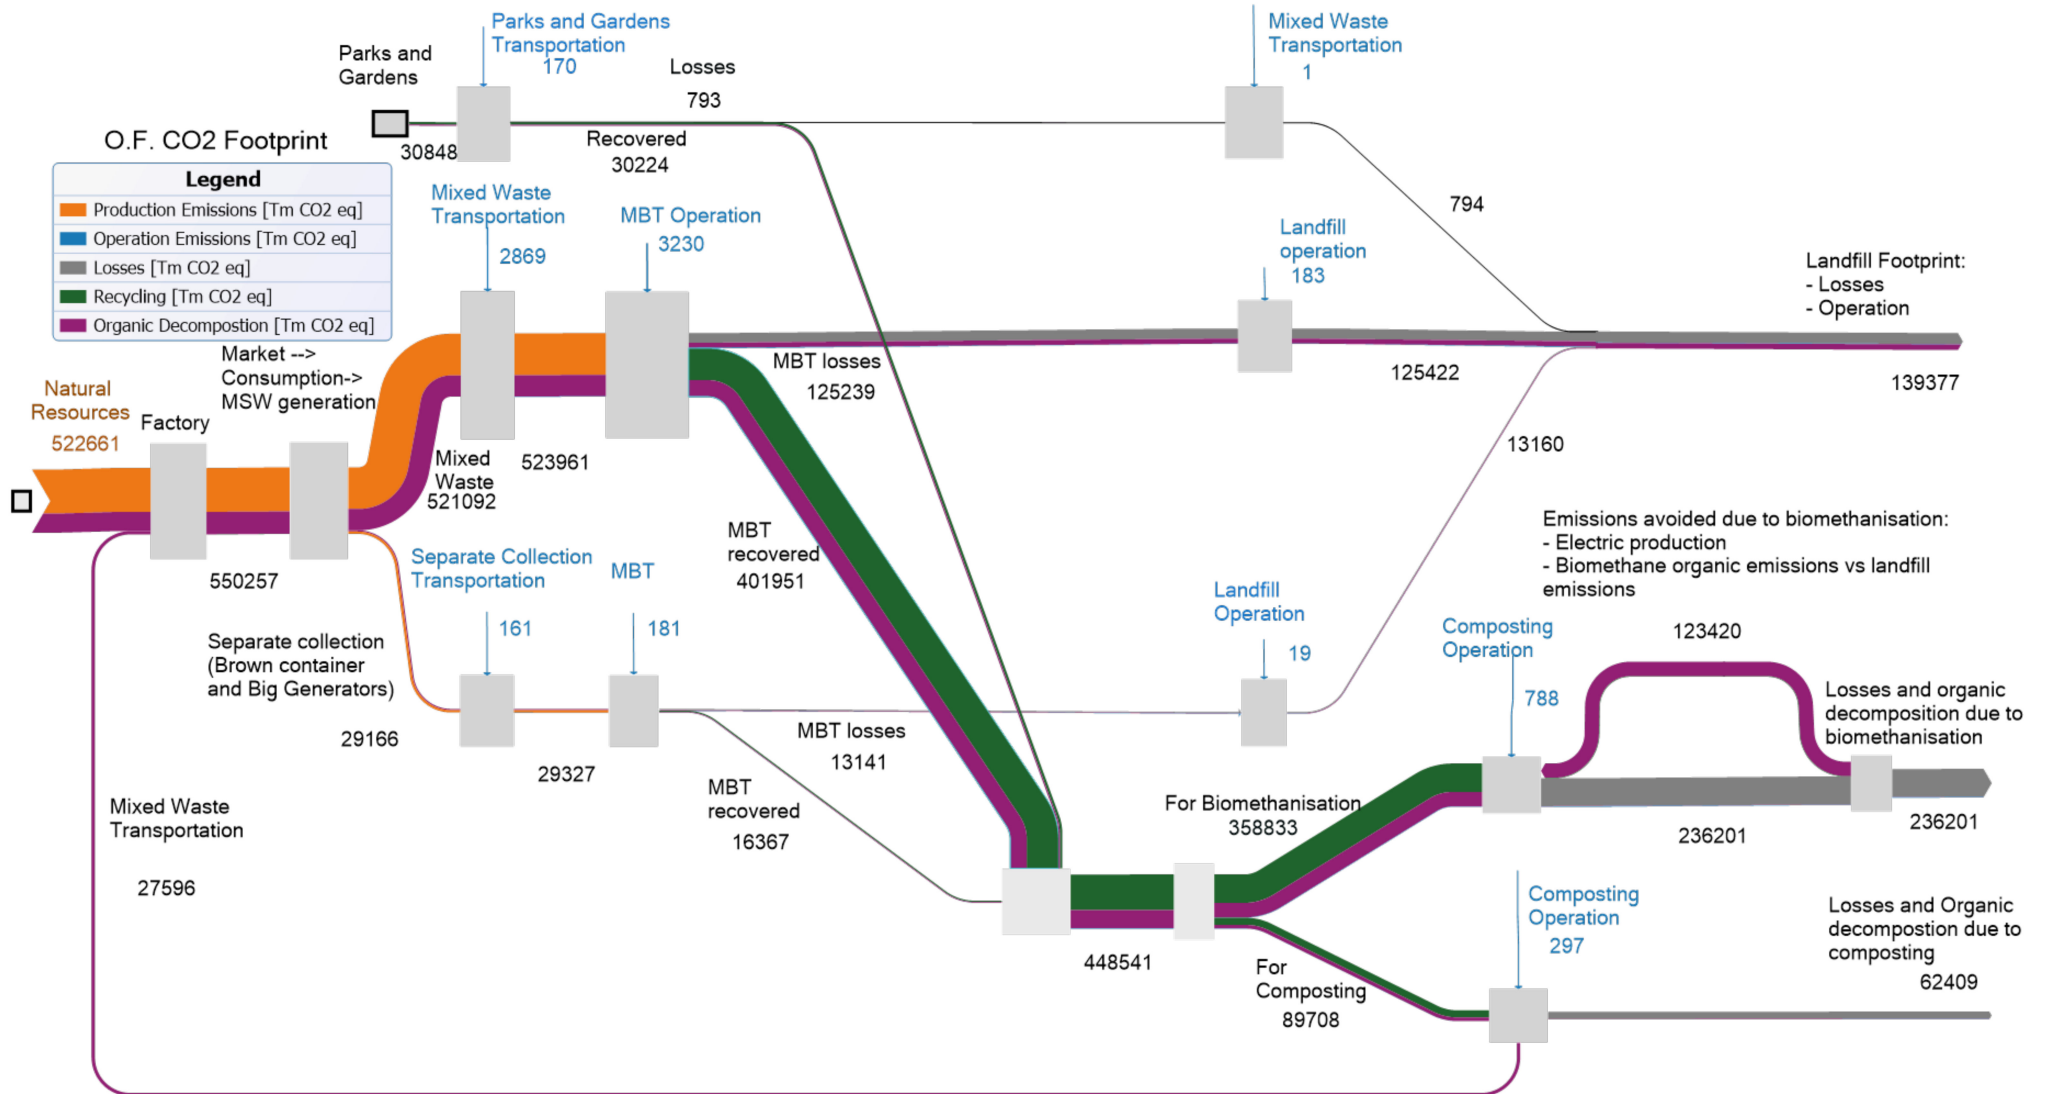 Parks and Gardens
Transportation
170
Mixed Waste
Transportation
1
Parks and
Gardens
Losses
793
30848
Recovered
30224
O.F. CO2 Footprint
Legend
Production Emissions [Tm CO2 eq]
Operation Emissions [Tm CO2 eq]
Losses [Tm CO2 eq]
Recycling [Tm CO2 eq]
Organic Decompostion [Tm CO2 eq]
Mixed Waste
Transportation
2869
MBT Operation
3230
794
Landfill
operation
183
Landfill Footprint:
- Losses
- Operation
Market -->
Consumption->
MSW generation
MBT losses
125239
125422
139377
Natural
Resources
522661
Factory
Mixed
Waste
521092
523961
13160
550257
MBT
recovered
401951
Emissions avoided due to biomethanisation:
- Electric production
- Biomethane organic emissions vs landfill
emissions
123420
Separate Collection
Transportation
161
MBT
181
Landfill
Operation
19
Composting
Operation
788
Separate collection
(Brown container
and Big Generators)
29166
29327
MBT losses
13141
Losses and organic
decomposition due to
biomethanisation
MBT
recovered
16367
For Biomethanisation
358833
236201
236201
Mixed Waste
Transportation
27596
448541
For
Composting
89708
Composting
Operation
297
Losses and Organic
decompostion due to
composting
62409